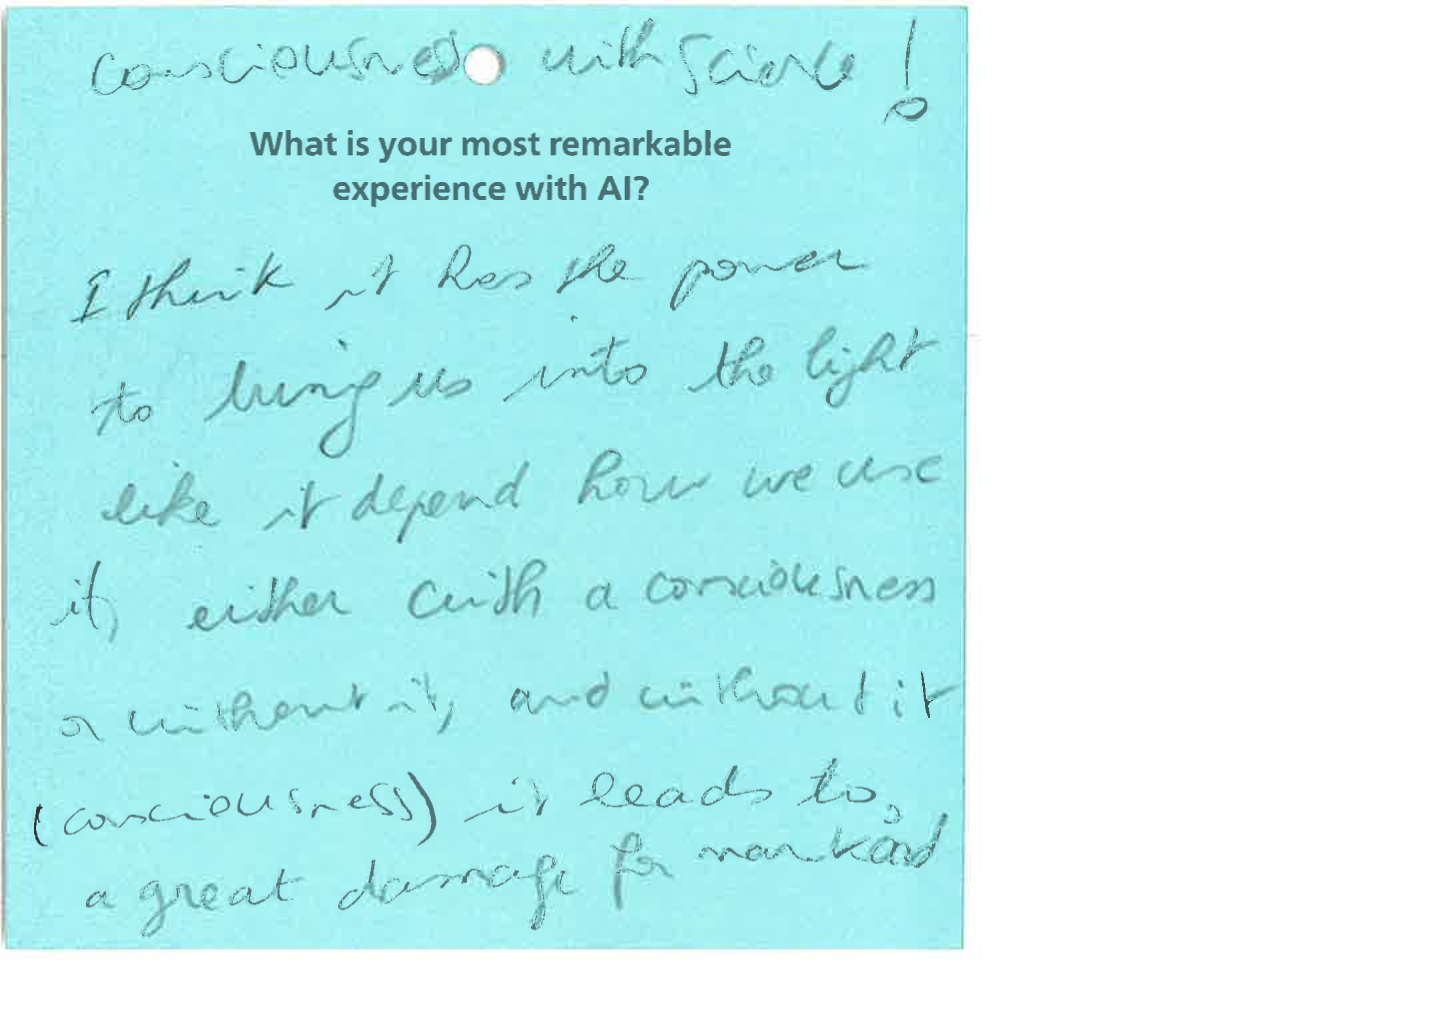 Consciousness with Science!
What is your most remarkable
experience with AI?
I think it has the power
to bring us into the light
like it depend how we use
it, either with a consciousness
or without it, and without it
(consciousness) it leads to,
a great damage for mankind